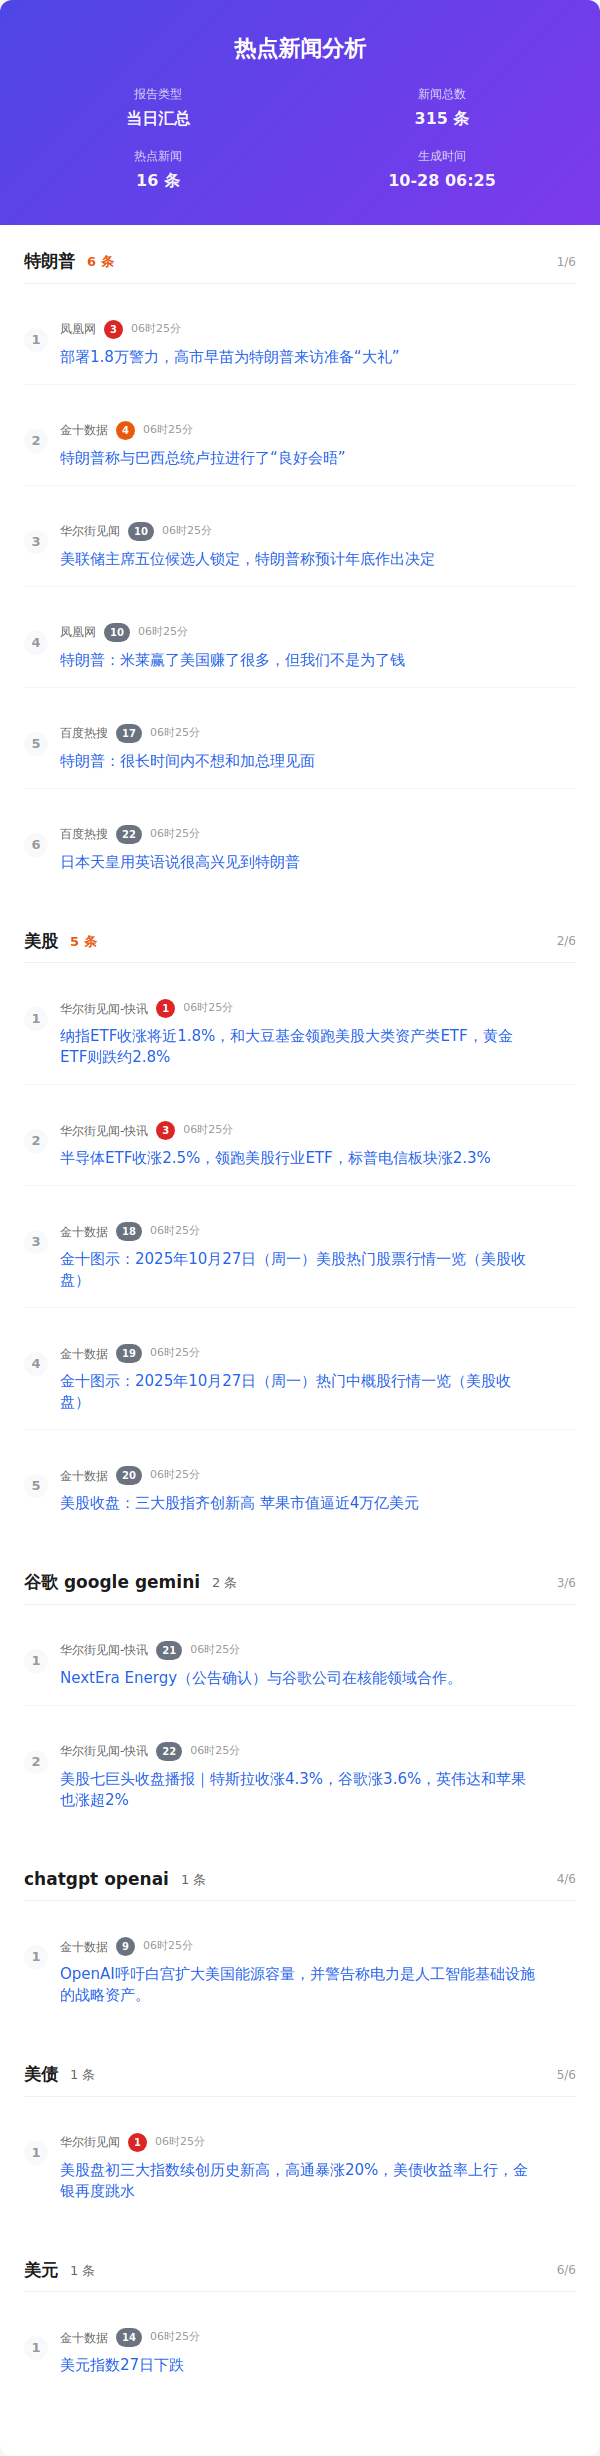 热点新闻分析
报告类型
新闻总数
当日汇总
315 条
热点新闻
生成时间
16 条
10-28 06:25
特朗普 6 条 1/6
1
凤凰网 3 06时25分
部署1.8万警力，高市早苗为特朗普来访准备“大礼”
2
金十数据 4 06时25分
特朗普称与巴西总统卢拉进行了“良好会晤”
3
华尔街见闻 10 06时25分
美联储主席五位候选人锁定，特朗普称预计年底作出决定
4
凤凰网 10 06时25分
特朗普：米莱赢了美国赚了很多，但我们不是为了钱
5
百度热搜 17 06时25分
特朗普：很长时间内不想和加总理见面
6
百度热搜 22 06时25分
日本天皇用英语说很高兴见到特朗普
美股 5 条 2/6
1
华尔街见闻-快讯 1 06时25分
纳指ETF收涨将近1.8%，和大豆基金领跑美股大类资产类ETF，黄金
ETF则跌约2.8%
2
华尔街见闻-快讯 3 06时25分
半导体ETF收涨2.5%，领跑美股行业ETF，标普电信板块涨2.3%
3
金十数据 18 06时25分
金十图示：2025年10月27日（周一）美股热门股票行情一览（美股收
盘）
4
金十数据 19 06时25分
金十图示：2025年10月27日（周一）热门中概股行情一览（美股收
盘）
5
金十数据 20 06时25分
美股收盘：三大股指齐创新高 苹果市值逼近4万亿美元
谷歌 google gemini 2 条 3/6
1
华尔街见闻-快讯 21 06时25分
NextEra Energy（公告确认）与谷歌公司在核能领域合作。
2
华尔街见闻-快讯 22 06时25分
美股七巨头收盘播报｜特斯拉收涨4.3%，谷歌涨3.6%，英伟达和苹果
也涨超2%
chatgpt openai 1 条 4/6
1
金十数据 9 06时25分
OpenAI呼吁白宫扩大美国能源容量，并警告称电力是人工智能基础设施
的战略资产。
美债 1 条 5/6
1
华尔街见闻 1 06时25分
美股盘初三大指数续创历史新高，高通暴涨20%，美债收益率上行，金
银再度跳水
美元 1 条 6/6
1
金十数据 14 06时25分
美元指数27日下跌